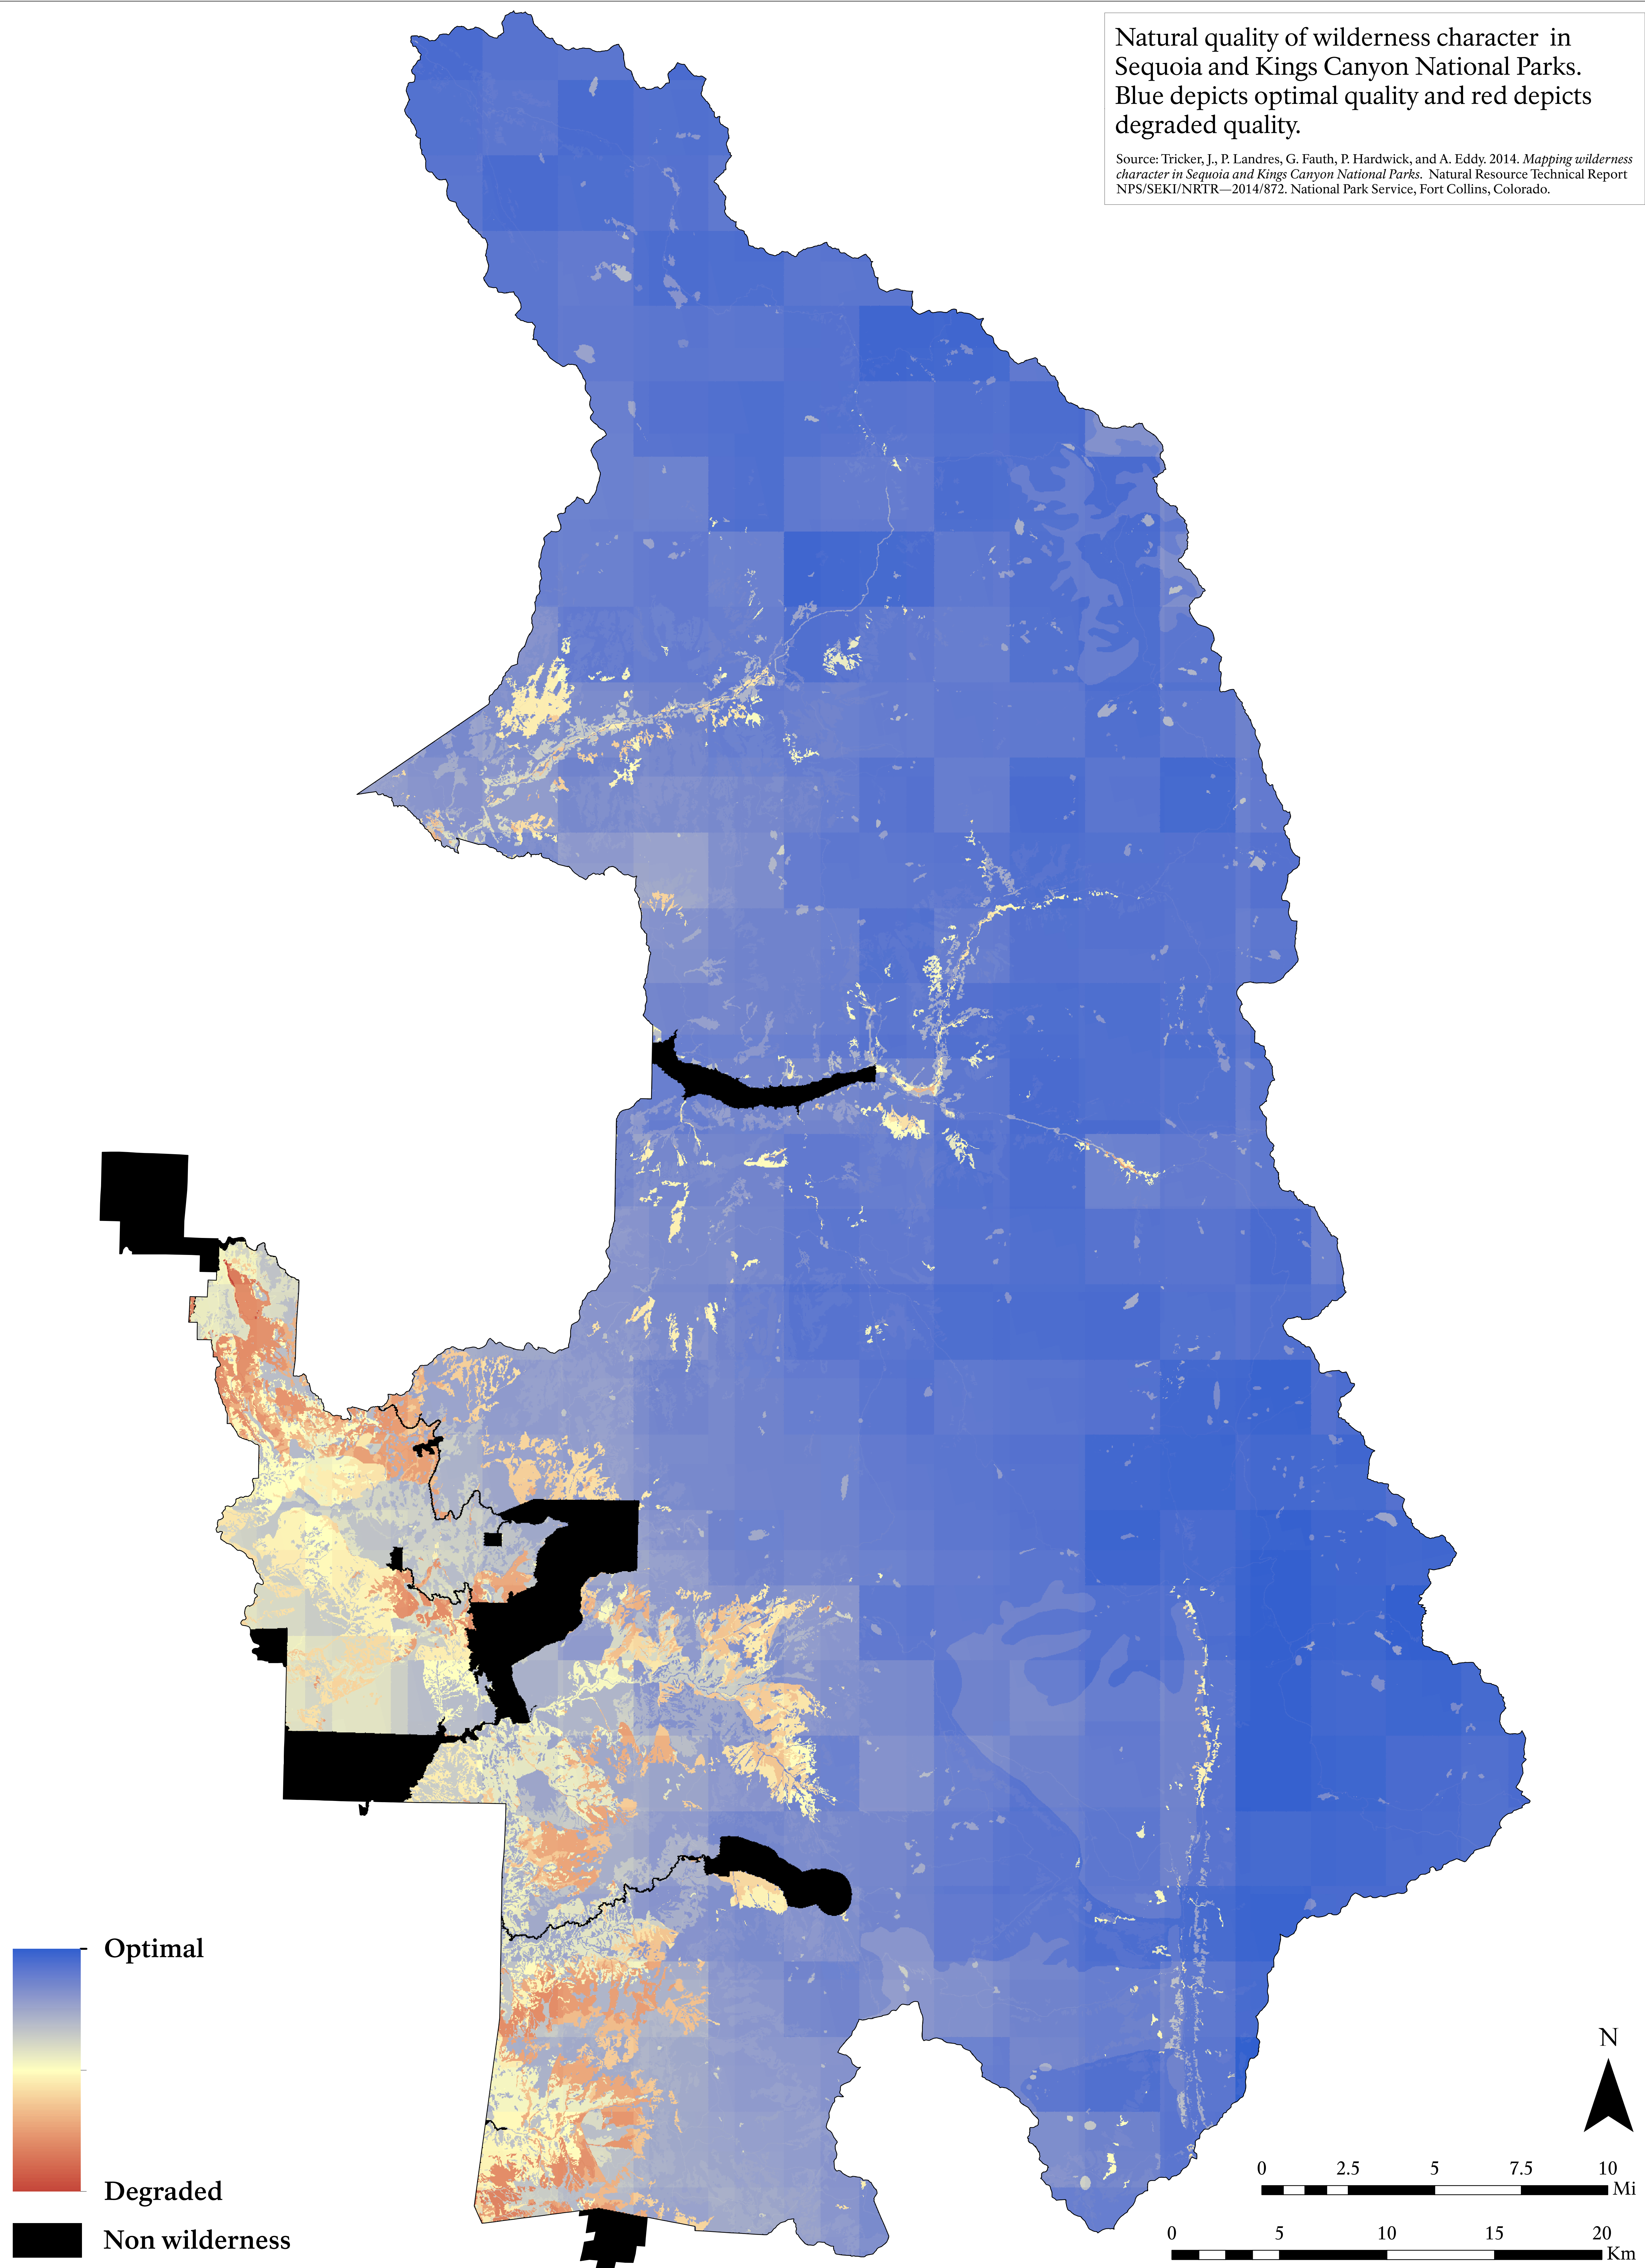 Natural quality of wilderness character in
Sequoia and Kings Canyon National Parks.
Blue depicts optimal quality and red depicts
degraded quality.
Source: Tricker, J., P. Landres, G. Fauth, P. Hardwick, and A. Eddy. 2014. Mapping wilderness
character in Sequoia and Kings Canyon National Parks. Natural Resource Technical Report
NPS/SEKI/NRTR—2014/872. National Park Service, Fort Collins, Colorado.
Optimal
Degraded
Non wilderness
N
0 2.5 5 7.5 10
Mi
0 5 10 15 20
Km